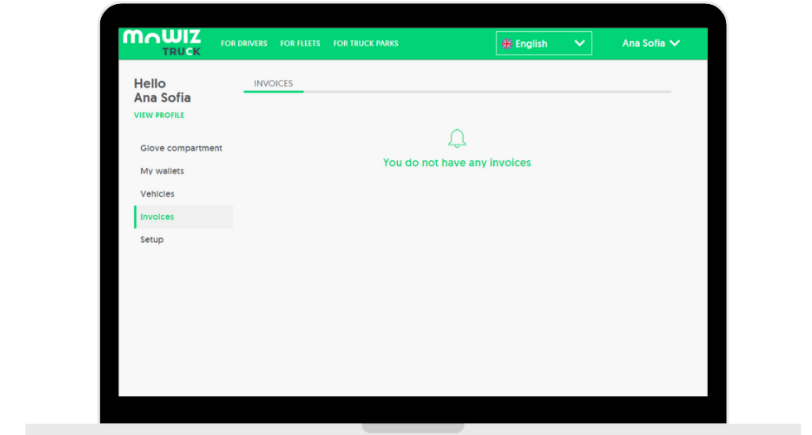 mowiz
TRUCK
FOR DRIVERS FOR FLEETS FOR TRUCK PARKS
English
Ana Sofia
Hello
Ana Sofia
VIEW PROFILE
INVOICES
Glove compartment
My wallets
Vehicles
Invoices
Setup
You do not have any invoices